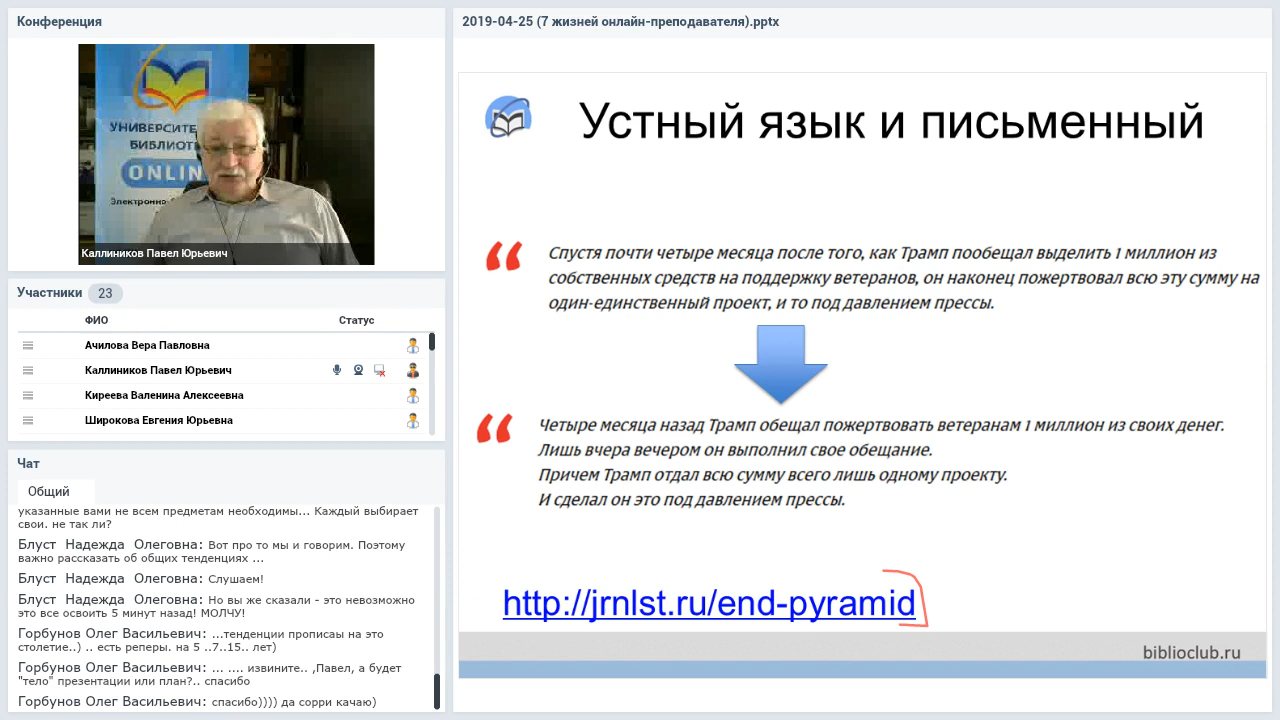 Конференция
УНИВЕРСИТЕ
БИБЛИОТ
ONLIN
Каллиников Павел Юрьевич
Участники 23
ФИО Статус
Ачилова Вера Павловна
Каллиников Павел Юрьевич
Киреева Валенина Алексеевна
Широкова Евгения Юрьевна
Чат
Общий
указанные вами не всем предметам необходимы... Каждый выбирает
свои. не так ли?
Блуст Надежда Олеговна: Вот про то мы и говорим. Поэтому
важно рассказать об общих тенденциях ...
Блуст Надежда Олеговна: Слушаем!
Блуст Надежда Олеговна: Но вы же сказали - это невозможно
это все освоить 5 минут назад! МОЛЧУ!
Горбунов Олег Васильевич: ...тенденции прописаы на это
столетие..) .. есть реперы. на 5 ..7..15.. лет)
Горбунов Олег Васильевич: ... .... извините.. ,Павел, а будет
"тело" презентации или план?.. спасибо
Горбунов Олег Васильевич: спасибо)))) да сорри качаю)
2019-04-25 (7 жизней онлайн-преподавателя).pptx
Устный язык и письменный
“ Спустя почти четыре месяца после того, как Трамп пообещал выделить 1 миллион из
собственных средств на поддержку ветеранов, он наконец пожертвовал всю эту сумму на
один-единственный проект, и то под давлением прессы.
“ Четыре месяца назад Трамп обещал пожертвовать ветеранам 1 миллион из своих денег.
Лишь вчера вечером он выполнил свое обещание.
Причем Трамп отдал всю сумму всего лишь одному проекту.
И сделал он это под давлением прессы.
http://jrnlst.ru/end-pyramid
biblioclub.ru